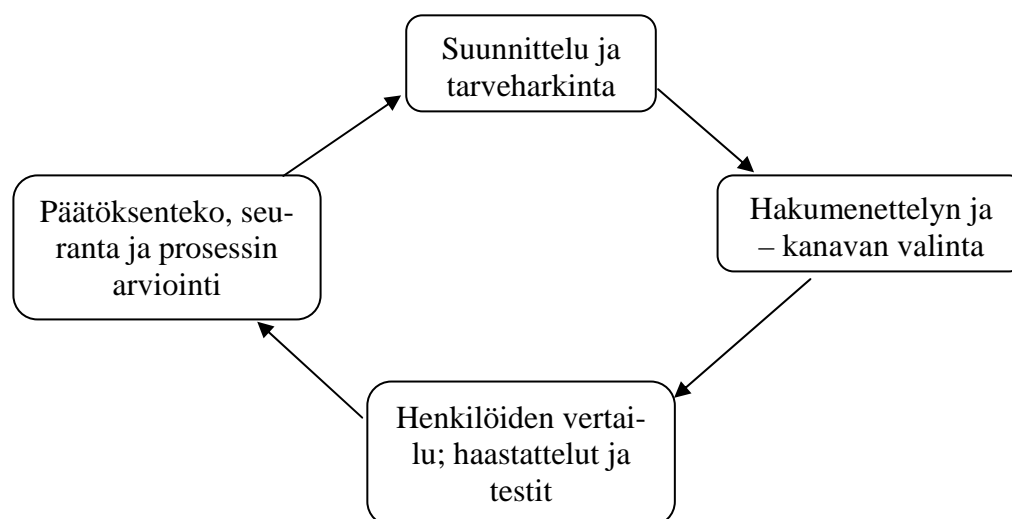 Suunnittelu ja
tarveharkinta
Hakumenettelyn ja
– kanavan valinta
Henkilöiden vertai-
lu; haastattelut ja
testit
Päätöksenteko, seu-
ranta ja prosessin
arviointi